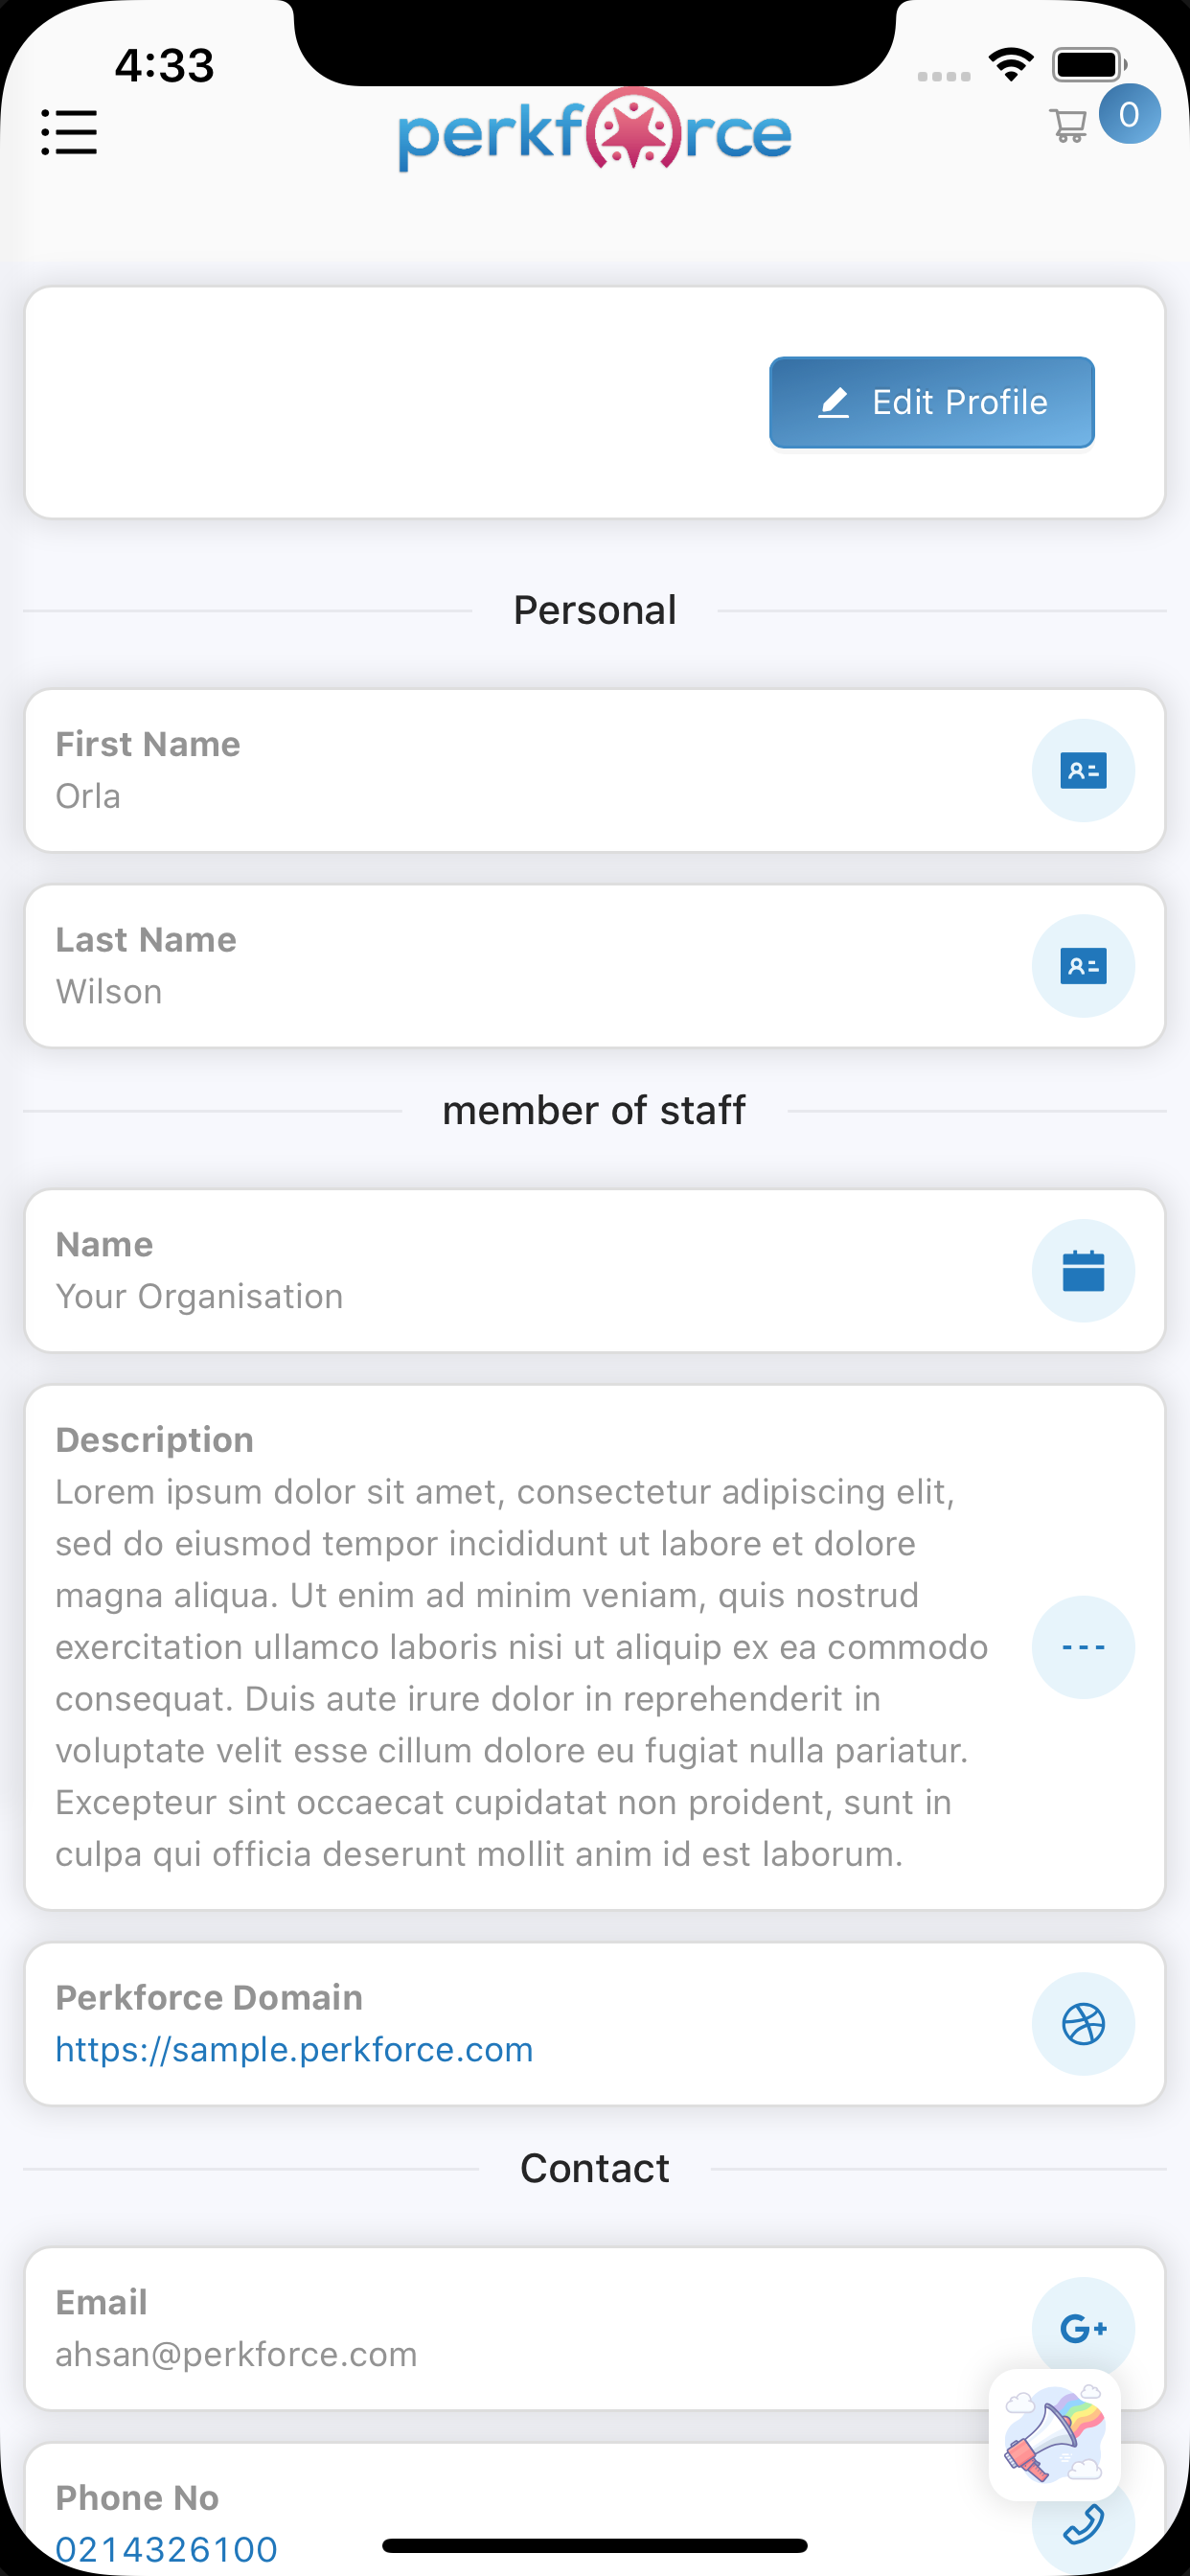 4:33
perkforce
0
Edit Profile
Personal
First Name
Orla
Last Name
Wilson
member of staff
Name
Your Organisation
Description
Lorem ipsum dolor sit amet, consectetur adipiscing elit,
sed do eiusmod tempor incididunt ut labore et dolore
magna aliqua. Ut enim ad minim veniam, quis nostrud
exercitation ullamco laboris nisi ut aliquip ex ea commodo
consequat. Duis aute irure dolor in reprehenderit in
voluptate velit esse cillum dolore eu fugiat nulla pariatur.
Excepteur sint occaecat cupidatat non proident, sunt in
culpa qui officia deserunt mollit anim id est laborum.
Perkforce Domain
https://sample.perkforce.com
Contact
Email
ahsan@perkforce.com
G+
Phone No
0214326100